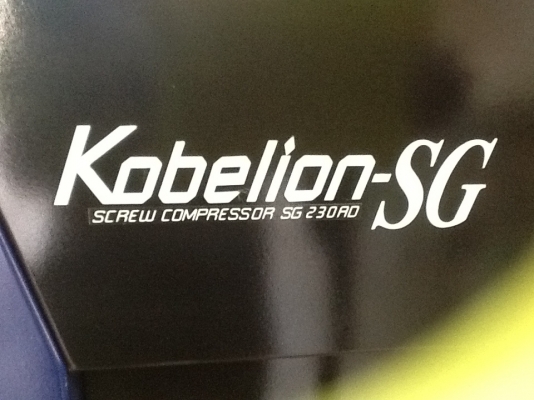 Kobelion-SG
SCREW COMPRESSOR SG 230AD